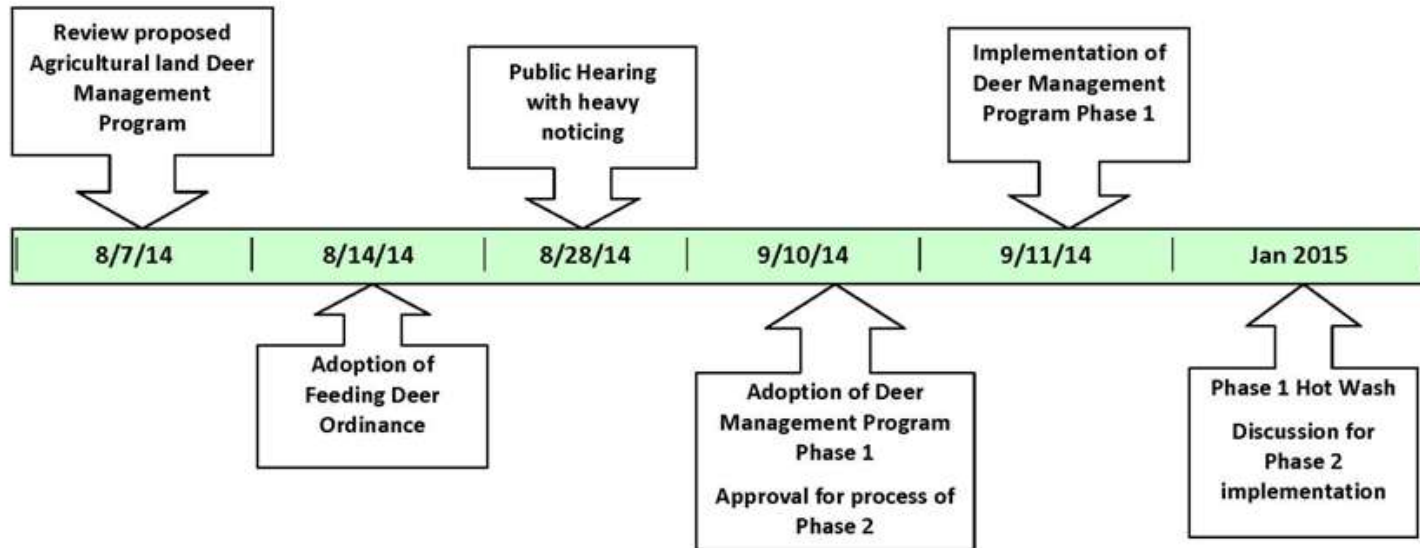 Review proposed
Agricultural land Deer
Management
Program
Public Hearing
with heavy
noticing
Implementation of
Deer Management
Program Phase 1
8/7/14
8/14/14
8/28/14
9/10/14
9/11/14
Jan 2015
Adoption of
Feeding Deer
Ordinance
Adoption of Deer
Management Program
Phase 1
Approval for process of
Phase 2
Phase 1 Hot Wash
Discussion for
Phase 2
implementation